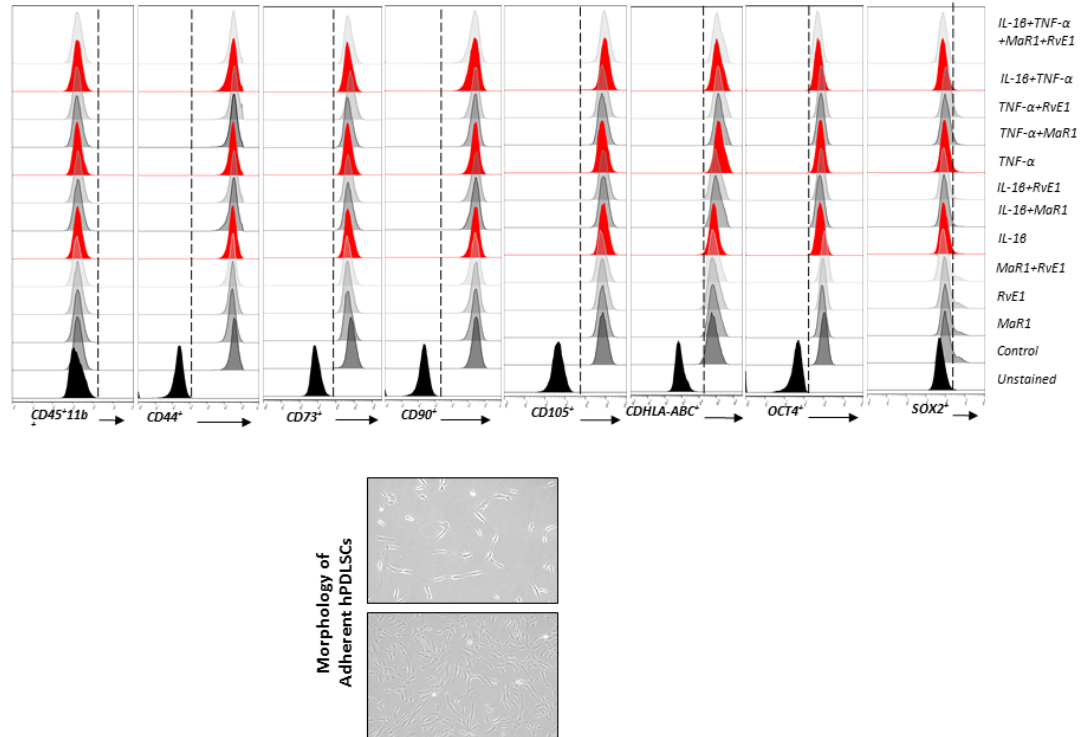 IL-1β+TNF-α
+MaR1+RvE1
IL-1β+TNF-α
TNF-α+RvE1
TNF-α+MaR1
TNF-α
IL-1β+RvE1
IL-1β+MaR1
IL-1β
MaR1+RvE1
RvE1
MaR1
Control
Unstained
CD45⁺11b
+
CD44⁺
CD73⁺
CD90⁺
CD105⁺
CDHLA-ABC⁺
OCT4⁺
SOX2⁺
Morphology of
Adherent hPDLSCs